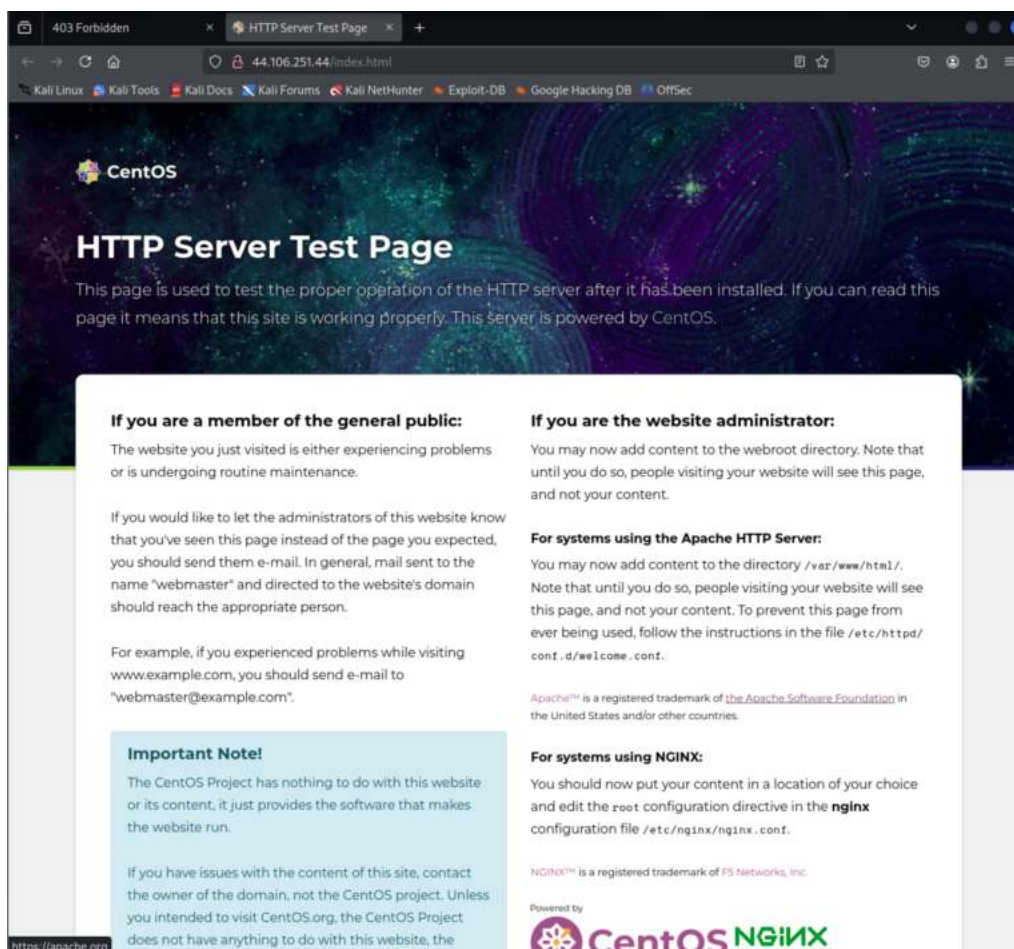 403 Forbidden
HTTP Server Test Page
44.106.251.44/index.html
Kali Linux Kali Tools Kali Docs Kali Forums Kali NetHunter Exploit-DB Google Hacking DB OffSec
CentOS
HTTP Server Test Page
This page is used to test the proper operation of the HTTP server after it has been installed. If you can read this
page it means that this site is working properly. This server is powered by CentOS.
If you are a member of the general public:
The website you just visited is either experiencing problems
or is undergoing routine maintenance.
If you would like to let the administrators of this website know
that you've seen this page instead of the page you expected,
you should send them e-mail. In general, mail sent to the
name "webmaster" and directed to the website's domain
should reach the appropriate person.
For example, if you experienced problems while visiting
www.example.com, you should send e-mail to
"webmaster@example.com".
Important Note!
The CentOS Project has nothing to do with this website
or its content, it just provides the software that makes
the website run.
If you have issues with the content of this site, contact
the owner of the domain, not the CentOS project. Unless
you intended to visit CentOS.org, the CentOS Project
does not have anything to do with this website, the
If you are the website administrator:
You may now add content to the webroot directory. Note that
until you do so, people visiting your website will see this page,
and not your content.
For systems using the Apache HTTP Server:
You may now add content to the directory /var/www/html/.
Note that until you do so, people visiting your website will see
this page, and not your content. To prevent this page from
ever being used, follow the instructions in the file /etc/httpd/
conf.d/welcome.conf.
Apache™ is a registered trademark of the Apache Software Foundation in
the United States and/or other countries.
For systems using NGINX:
You should now put your content in a location of your choice
and edit the root configuration directive in the nginx
configuration file /etc/nginx/nginx.conf.
NGINX™ is a registered trademark of F5 Networks, Inc.
Powered by
CentOS NGINX
https://apache.org